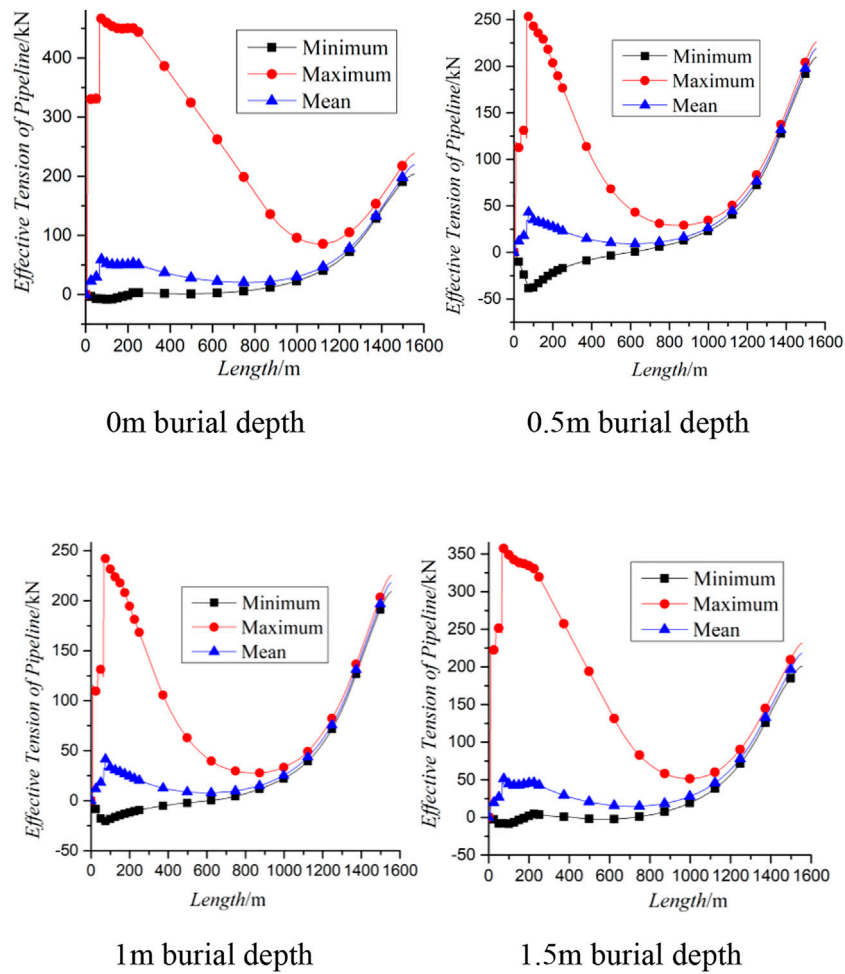 Effective Tension of Pipeline/kN
400
300
200
100
0
Minimum
Maximum
Mean
0 200 400 600 800 1000 1200 1400 1600
Length/m
0m burial depth
Effective Tension of Pipeline/kN
250
200
150
100
50
0
-50
Minimum
Maximum
Mean
0 200 400 600 800 1000 1200 1400 1600
Length/m
0.5m burial depth
Effective Tension of Pipeline/kN
250
200
150
100
50
0
-50
Minimum
Maximum
Mean
0 200 400 600 800 1000 1200 1400 1600
Length/m
1m burial depth
Effective Tension of Pipeline/kN
350
300
250
200
150
100
50
0
-50
Minimum
Maximum
Mean
0 200 400 600 800 1000 1200 1400 1600
Length/m
1.5m burial depth